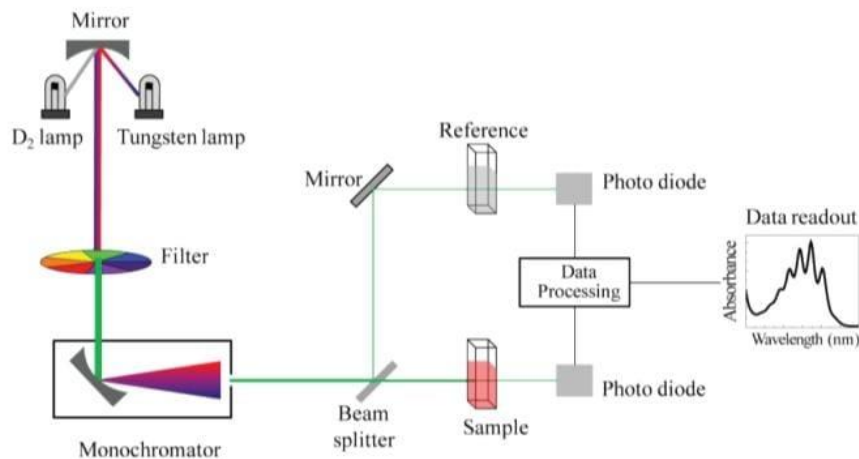 Mirror
D₂ lamp
Tungsten lamp
Filter
Monochromator
Beam
splitter
Mirror
Reference
Sample
Photo diode
Photo diode
Data
Processing
Data readout
Absorbance
Wavelength (nm)